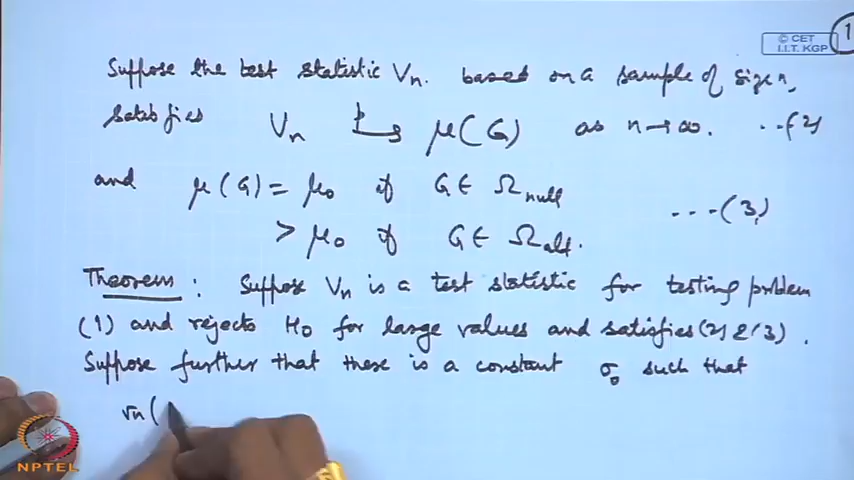 © CET
I.I.T. KGP
1
Suppose the test statistic Vn. based on a sample of size n,
satisfies Vn p→ μ(G) as n→∞. ...(2)
and μ(G) = μ0 if G ∈ Ωnull
> μ0 if G ∈ Ωalt. ...(3)
Theorem : Suppose Vn is a test statistic for testing problem
(1) and rejects H0 for large values and satisfies (2) & (3).
Suppose further that there is a constant σ0 such that
√n (
NPTEL